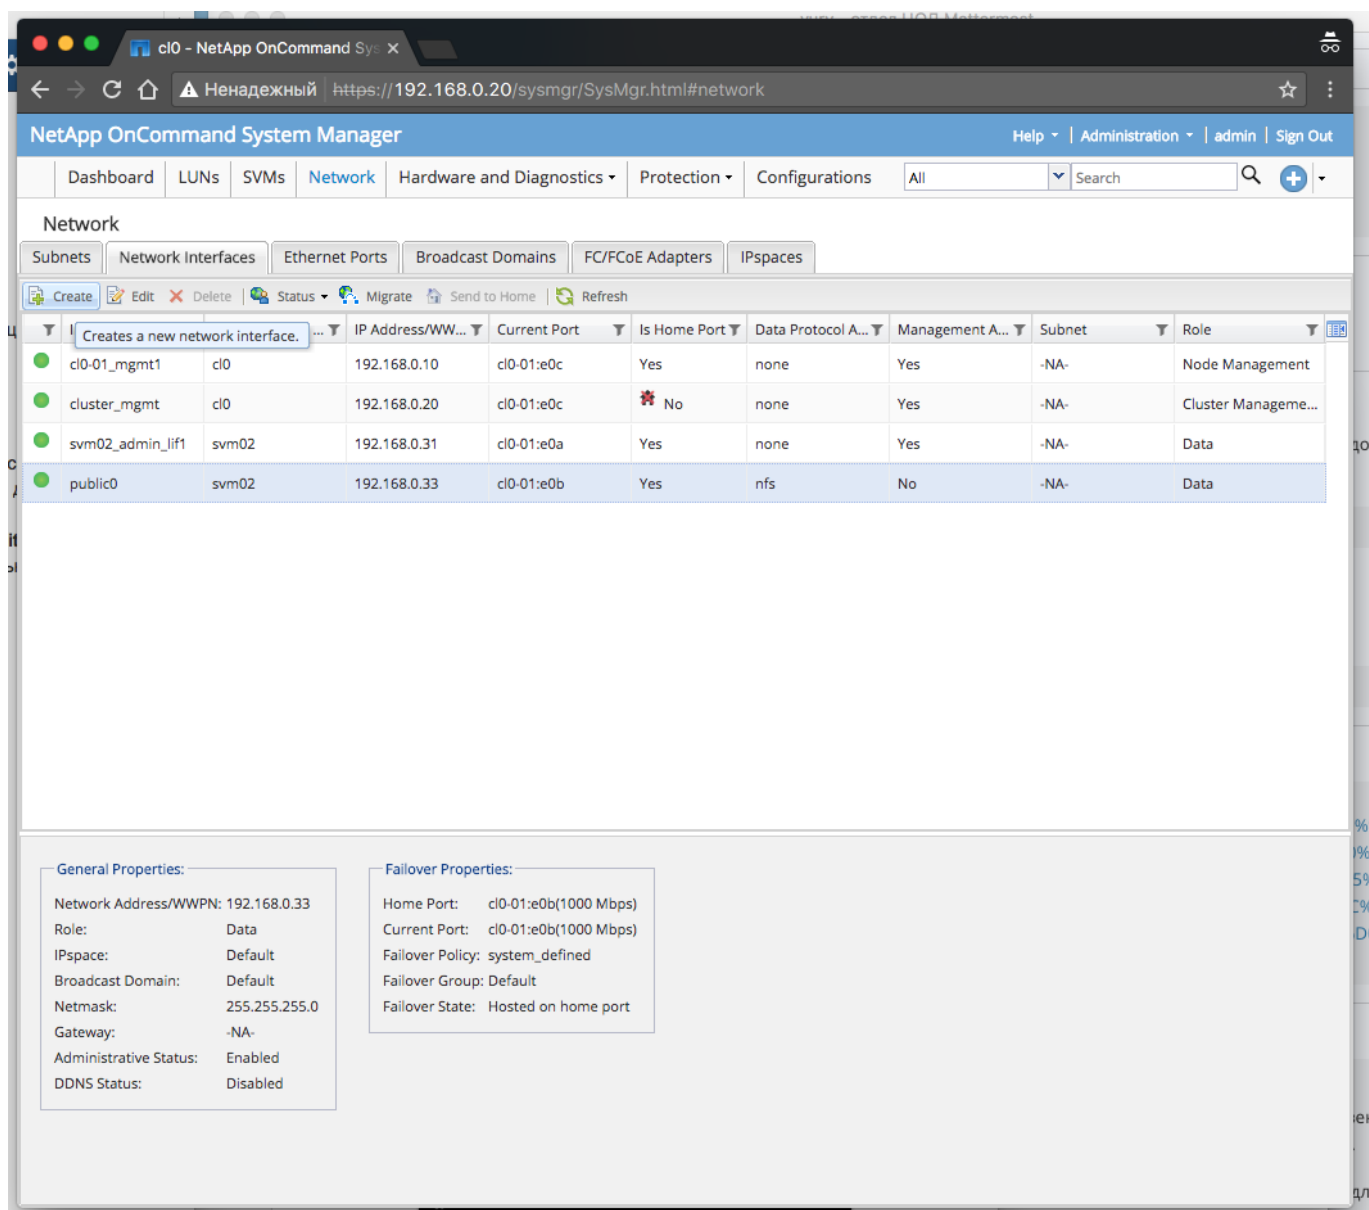 cl0 - NetApp OnCommand Sys
Ненадежный https://192.168.0.20/sysmgr/SysMgr.html#network
NetApp OnCommand System Manager Help Administration admin Sign Out
Dashboard LUNs SVMs Network Hardware and Diagnostics Protection Configurations All Search
Network
Subnets Network Interfaces Ethernet Ports Broadcast Domains FC/FCoE Adapters IPspaces
Create Edit Delete Status Migrate Send to Home Refresh
... IP Address/WW... Current Port Is Home Port Data Protocol A... Management A... Subnet Role
Creates a new network interface.
cl0-01_mgmt1 cl0 192.168.0.10 cl0-01:e0c Yes none Yes -NA- Node Management
cluster_mgmt cl0 192.168.0.20 cl0-01:e0c No none Yes -NA- Cluster Manageme...
svm02_admin_lif1 svm02 192.168.0.31 cl0-01:e0a Yes none Yes -NA- Data
public0 svm02 192.168.0.33 cl0-01:e0b Yes nfs No -NA- Data
General Properties:
Network Address/WWPN: 192.168.0.33
Role: Data
IPspace: Default
Broadcast Domain: Default
Netmask: 255.255.255.0
Gateway: -NA-
Administrative Status: Enabled
DDNS Status: Disabled
Failover Properties:
Home Port: cl0-01:e0b(1000 Mbps)
Current Port: cl0-01:e0b(1000 Mbps)
Failover Policy: system_defined
Failover Group: Default
Failover State: Hosted on home port